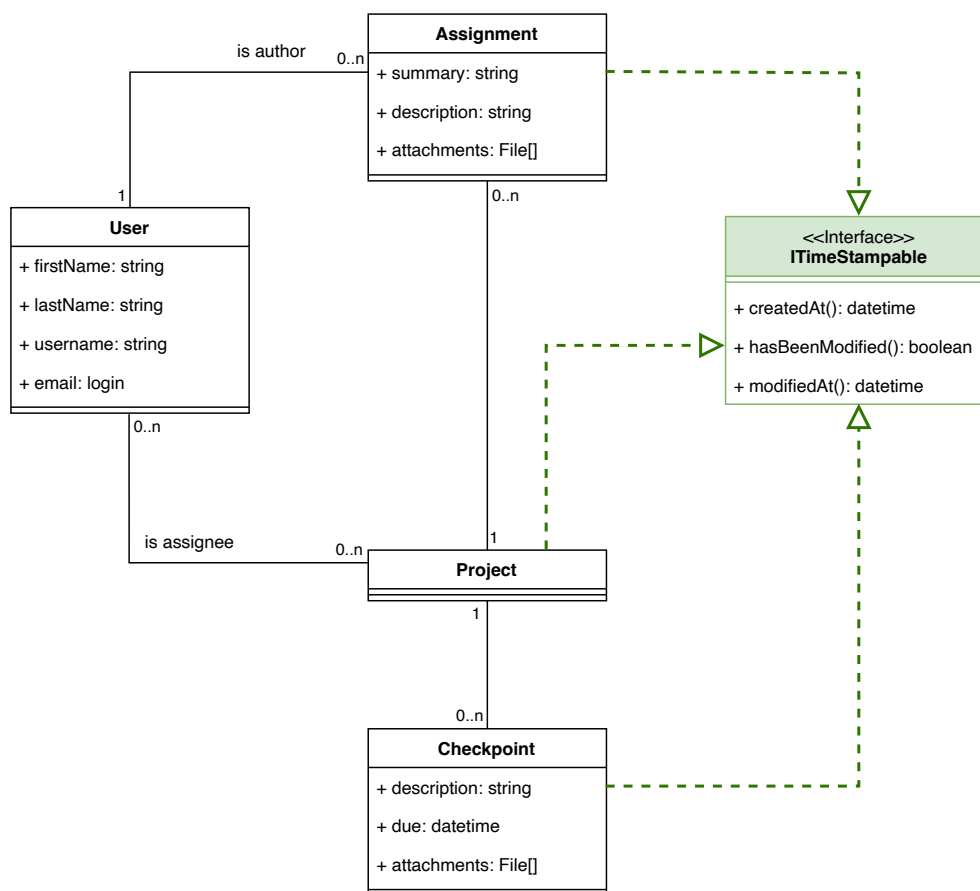 Assignment
+ summary: string
+ description: string
+ attachments: File[]
is author
0..n
0..n
1
User
+ firstName: string
+ lastName: string
+ username: string
+ email: login
0..n
<<Interface>>
ITimeStampable
+ createdAt(): datetime
+ hasBeenModified(): boolean
+ modifiedAt(): datetime
is assignee
0..n
1
Project
1
0..n
Checkpoint
+ description: string
+ due: datetime
+ attachments: File[]